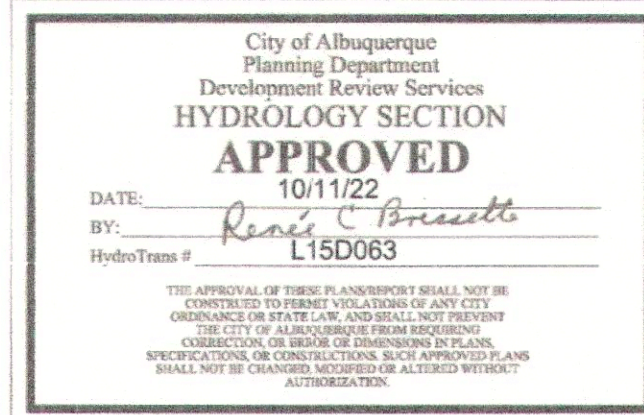 City of Albuquerque
Planning Department
Development Review Services
HYDROLOGY SECTION
APPROVED
DATE: 10/11/22
BY: Renée C Brissette
HydroTrans # L15D063
THE APPROVAL OF THESE PLANS/REPORT SHALL NOT BE
CONSTRUED TO PERMIT VIOLATIONS OF ANY CITY
ORDINANCE OR STATE LAW, AND SHALL NOT PREVENT
THE CITY OF ALBUQUERQUE FROM REQUIRING
CORRECTION, OR ERROR OR DIMENSIONS IN PLANS,
SPECIFICATIONS, OR CONSTRUCTIONS. SUCH APPROVED PLANS
SHALL NOT BE CHANGED, MODIFIED OR ALTERED WITHOUT
AUTHORIZATION.